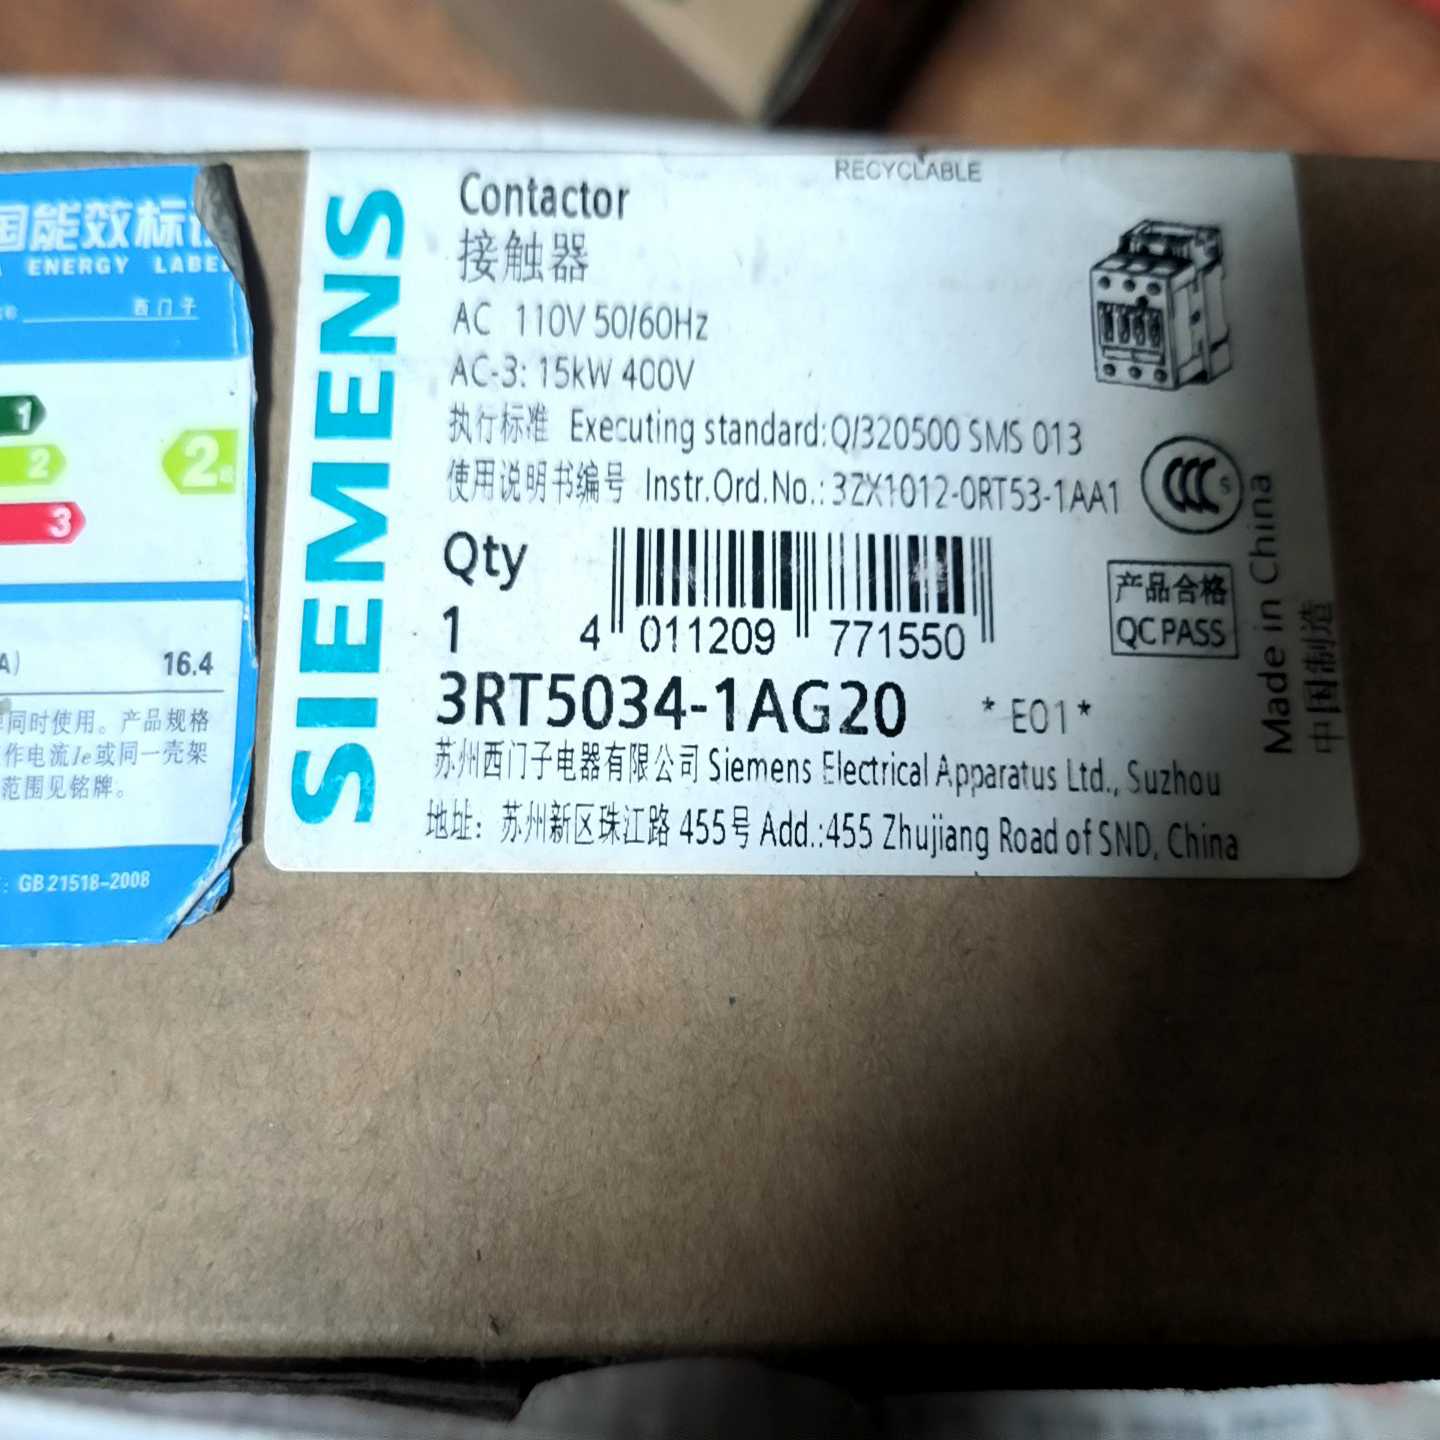 RECYCLABLE
SIEMENS
Contactor
接触器
AC 110V 50/60Hz
AC-3: 15kW 400V
执行标准 Executing standard:Q/320500 SMS 013
使用说明书编号 Instr.Ord.No.: 3ZX1012-0RT53-1AA1
CCC S
Qty
1
4 011209 771550
产品合格
QC PASS
Made in China
中国制造
3RT5034-1AG20 *E01*
苏州西门子电器有限公司 Siemens Electrical Apparatus Ltd., Suzhou
地址: 苏州新区珠江路 455号 Add.:455 Zhujiang Road of SND, China
国能效标
ENERGY LABEL
西门子
1
2
3
2级
A) 16.4
同时使用。产品规格
作电流Ie或同一壳架
范围见铭牌。
: GB 21518-2008